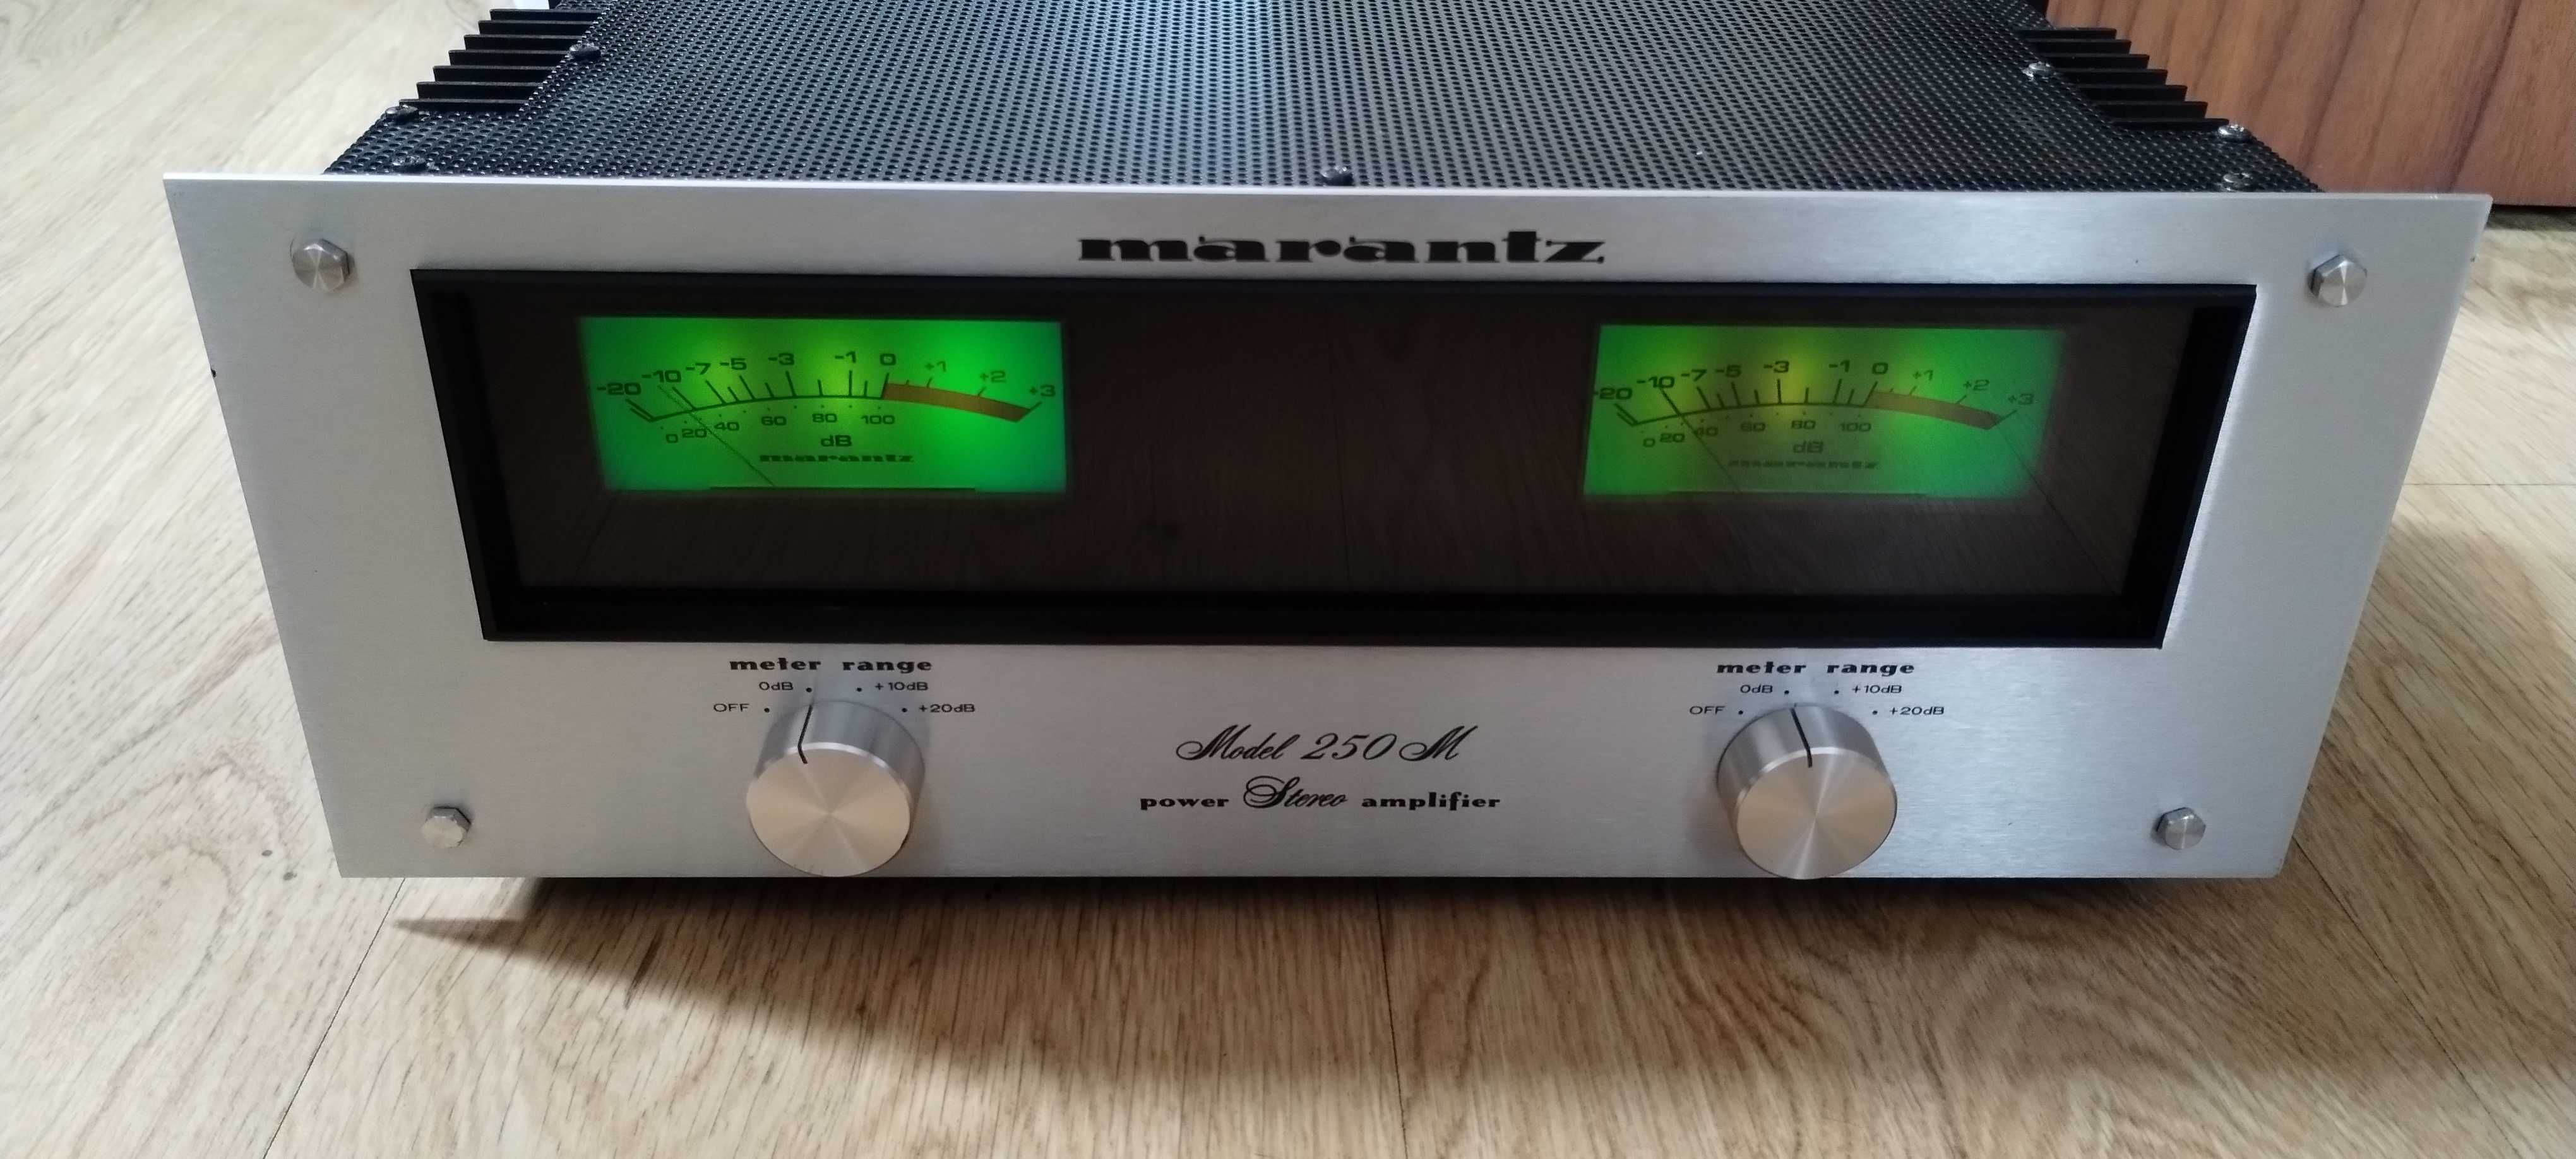 marantz
-20 -10 -7 -5 -3 -1 0 +1 +2 +3
0 20 40 60 80 100
dB
marantz
-20 -10 -7 -5 -3 -1 0 +1 +2 +3
0 20 40 60 80 100
dB
marantz
meter range
0dB +10dB
OFF +20dB
meter range
0dB +10dB
OFF +20dB
Model 250 M
power Stereo amplifier